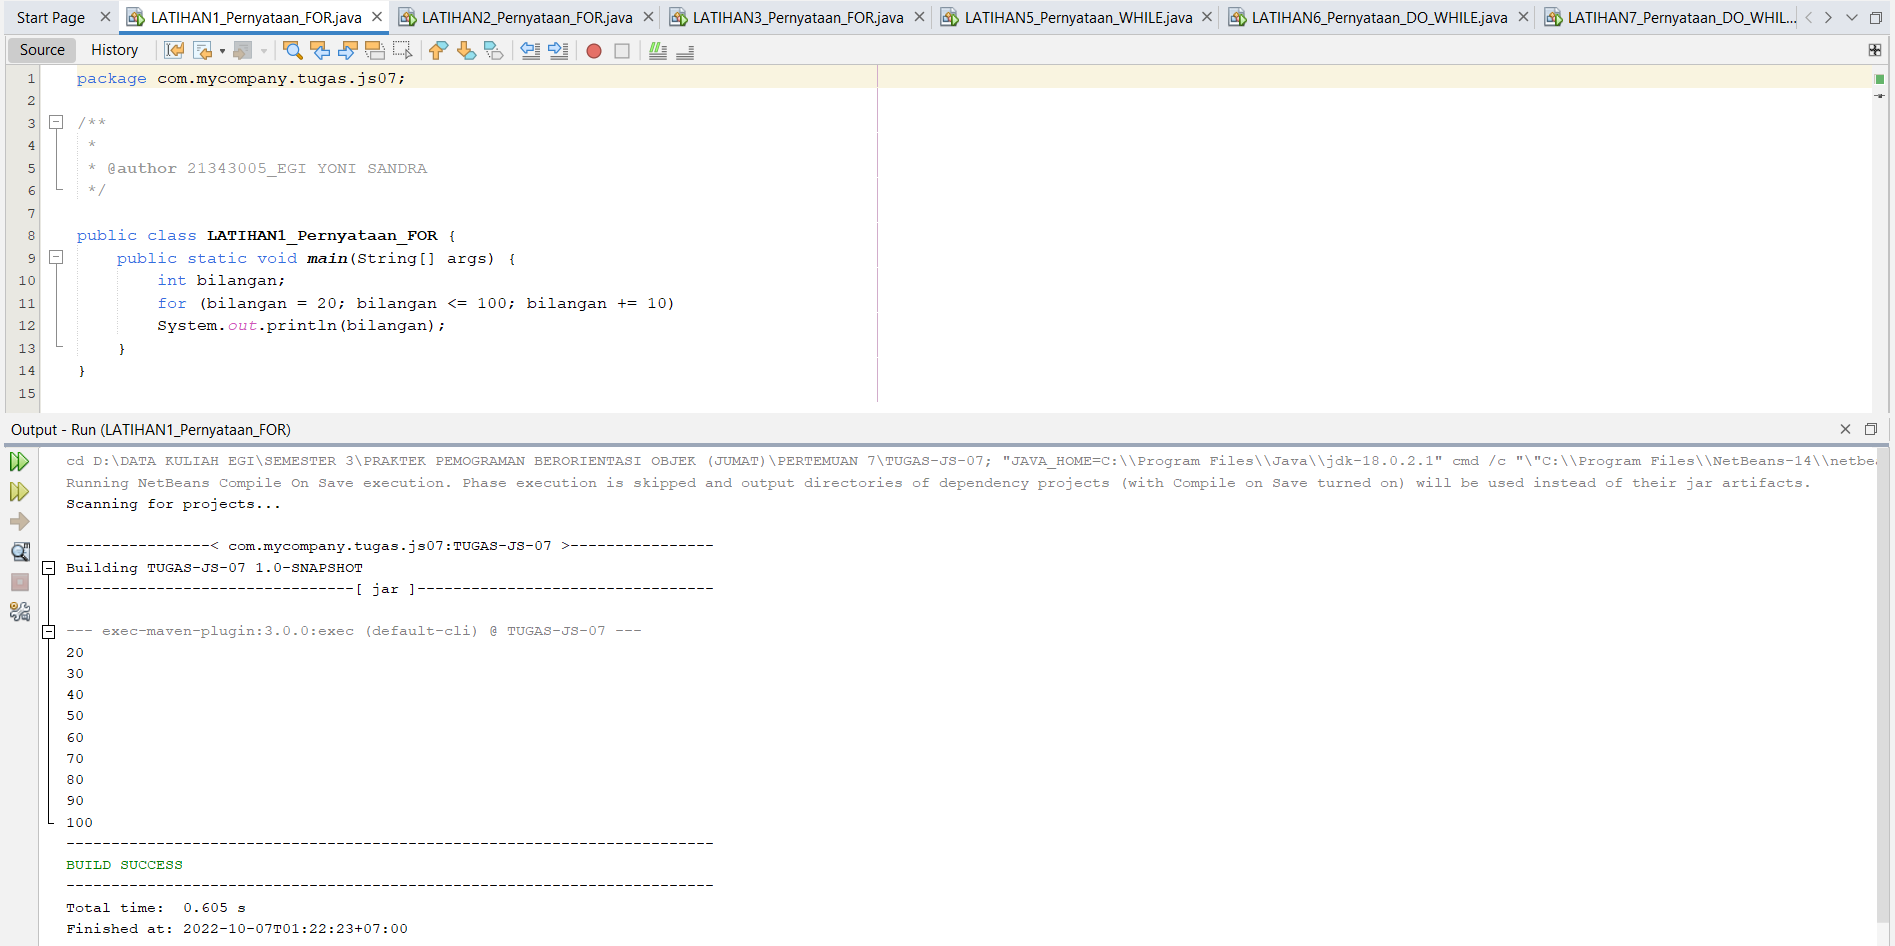 Start Page LATIHAN1_Pernyataan_FOR.java LATIHAN2_Pernyataan_FOR.java LATIHAN3_Pernyataan_FOR.java LATIHAN5_Pernyataan_WHILE.java LATIHAN6_Pernyataan_DO_WHILE.java LATIHAN7_Pernyataan_DO_WHIL...
Source History
1 package com.mycompany.tugas.js07;
2
3 /**
4 *
5 * @author 21343005_EGI YONI SANDRA
6 */
7
8 public class LATIHAN1_Pernyataan_FOR {
9 public static void main(String[] args) {
10 int bilangan;
11 for (bilangan = 20; bilangan <= 100; bilangan += 10)
12 System.out.println(bilangan);
13 }
14 }
15
Output - Run (LATIHAN1_Pernyataan_FOR)
cd D:\DATA KULIAH EGI\SEMESTER 3\PRAKTEK PEMOGRAMAN BERORIENTASI OBJEK (JUMAT)\PERTEMUAN 7\TUGAS-JS-07; "JAVA_HOME=C:\\Program Files\\Java\\jdk-18.0.2.1" cmd /c "\"C:\\Program Files\\NetBeans-14\\netbe
Running NetBeans Compile On Save execution. Phase execution is skipped and output directories of dependency projects (with Compile on Save turned on) will be used instead of their jar artifacts.
Scanning for projects...
----------------< com.mycompany.tugas.js07:TUGAS-JS-07 >----------------
Building TUGAS-JS-07 1.0-SNAPSHOT
--------------------------------[ jar ]---------------------------------
--- exec-maven-plugin:3.0.0:exec (default-cli) @ TUGAS-JS-07 ---
20
30
40
50
60
70
80
90
100
------------------------------------------------------------------------
BUILD SUCCESS
------------------------------------------------------------------------
Total time:  0.605 s
Finished at: 2022-10-07T01:22:23+07:00